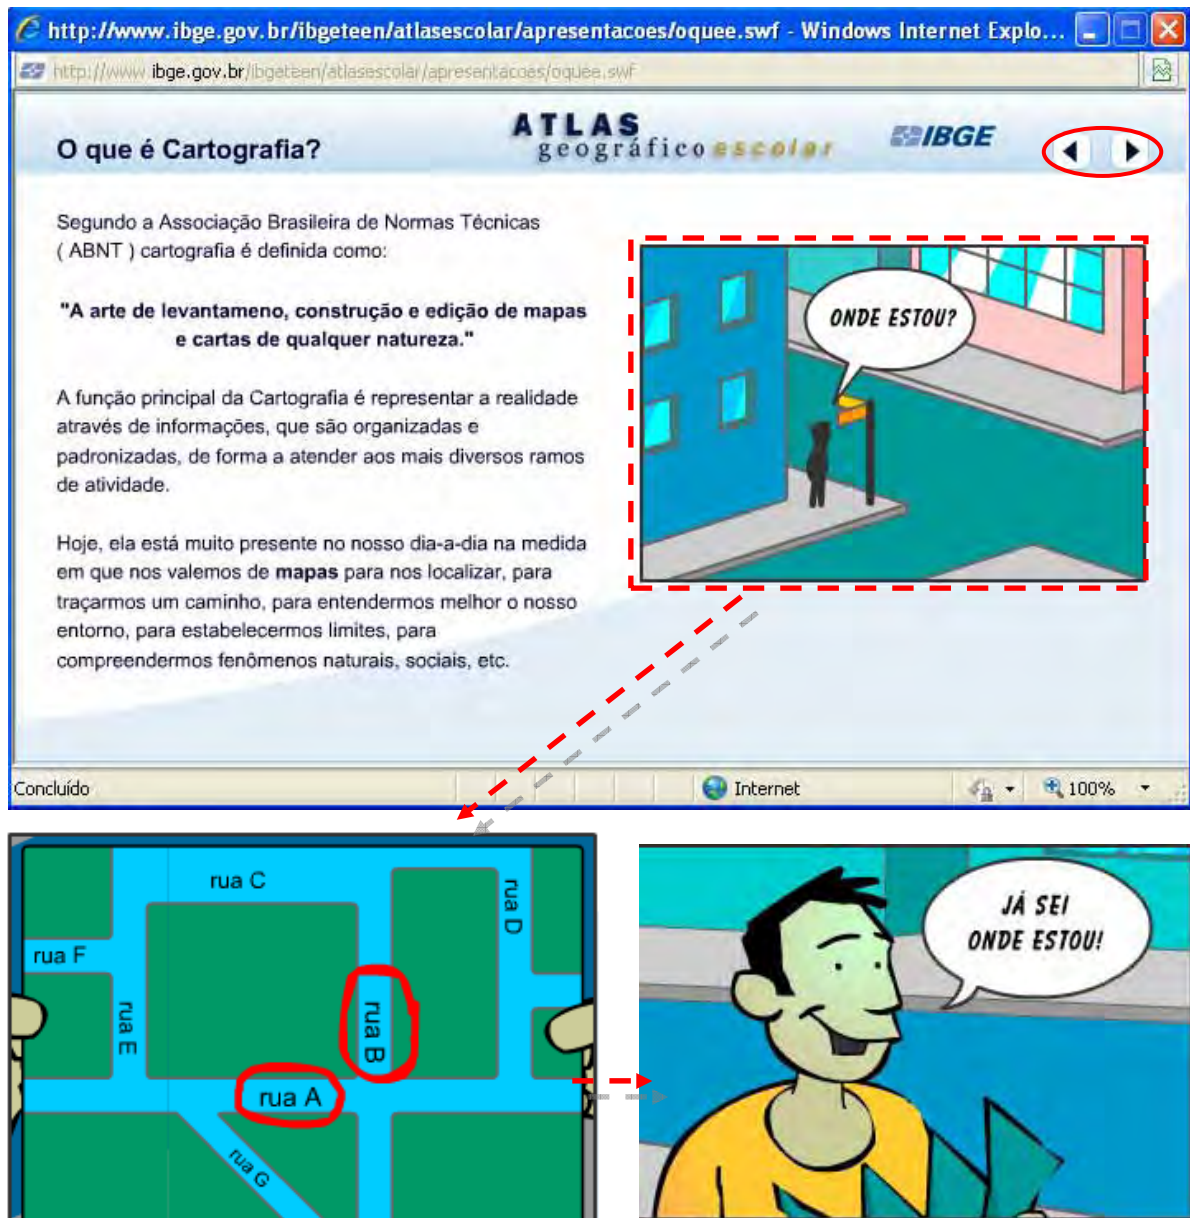 http://www.ibge.gov.br/ibgeteen/atlasescolar/apresentacoes/oquee.swf - Windows Internet Explo...
http://www.ibge.gov.br/ibgeteen/atlasescolar/apresentacoes/oquee.swf
O que é Cartografia?
ATLAS
geográfico escolar
IBGE
Segundo a Associação Brasileira de Normas Técnicas
( ABNT ) cartografia é definida como:
"A arte de levantameno, construção e edição de mapas
e cartas de qualquer natureza."
A função principal da Cartografia é representar a realidade
através de informações, que são organizadas e
padronizadas, de forma a atender aos mais diversos ramos
de atividade.
Hoje, ela está muito presente no nosso dia-a-dia na medida
em que nos valemos de mapas para nos localizar, para
traçarmos um caminho, para entendermos melhor o nosso
entorno, para estabelecermos limites, para
compreendermos fenômenos naturais, sociais, etc.
ONDE ESTOU?
Concluído
Internet
100%
rua C
rua D
rua F
rua E
rua B
rua A
rua G
JÁ SEI
ONDE ESTOU!